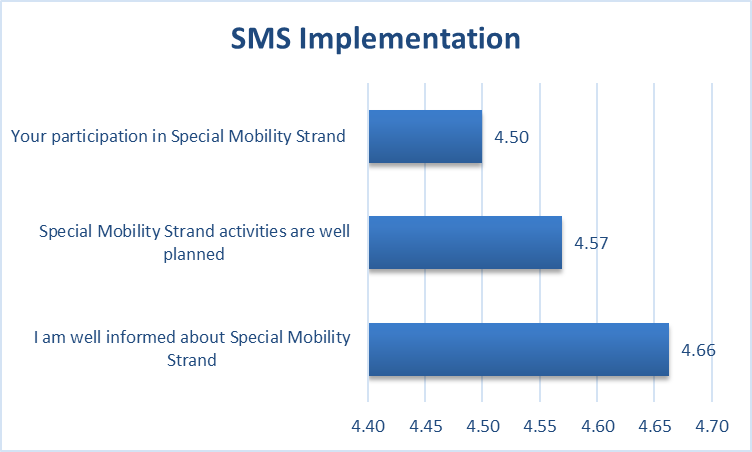 SMS Implementation
Your participation in Special Mobility Strand
4.50
Special Mobility Strand activities are well
planned
4.57
I am well informed about Special Mobility
Strand
4.66
4.40 4.45 4.50 4.55 4.60 4.65 4.70